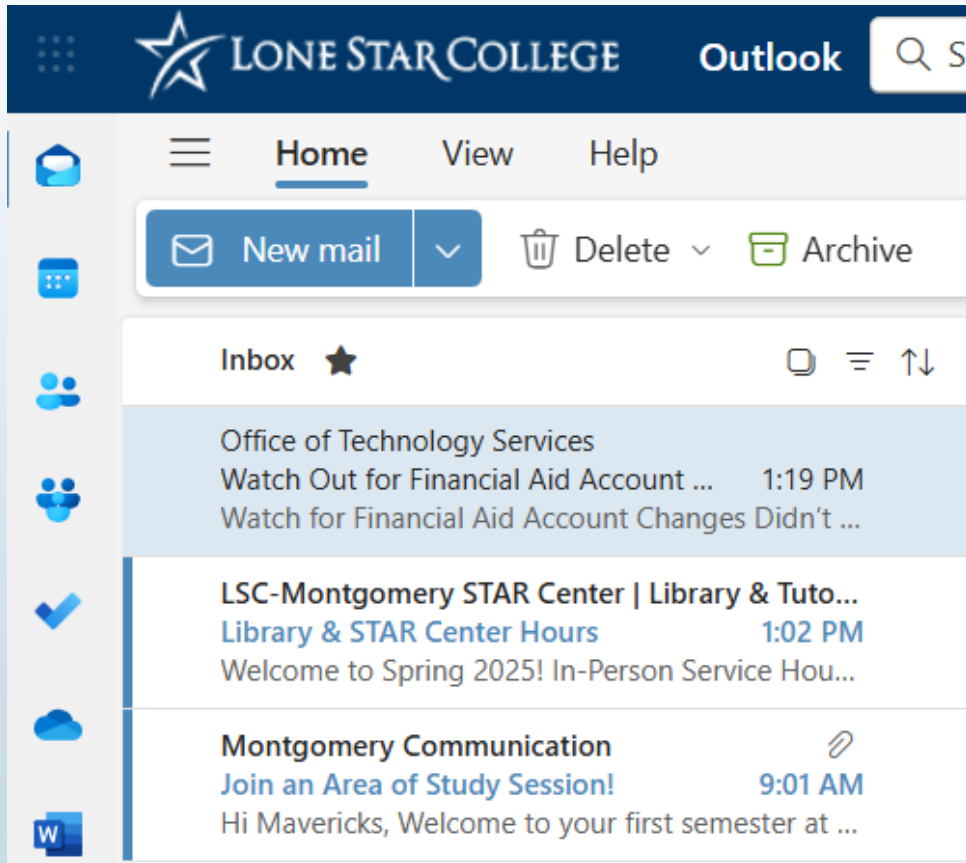 LONE STAR COLLEGE Outlook S
Home View Help
New mail Delete Archive
Inbox
Office of Technology Services
Watch Out for Financial Aid Account ... 1:19 PM
Watch for Financial Aid Account Changes Didn't ...
LSC-Montgomery STAR Center | Library & Tuto...
Library & STAR Center Hours 1:02 PM
Welcome to Spring 2025! In-Person Service Hou...
Montgomery Communication
Join an Area of Study Session! 9:01 AM
Hi Mavericks, Welcome to your first semester at ...
W